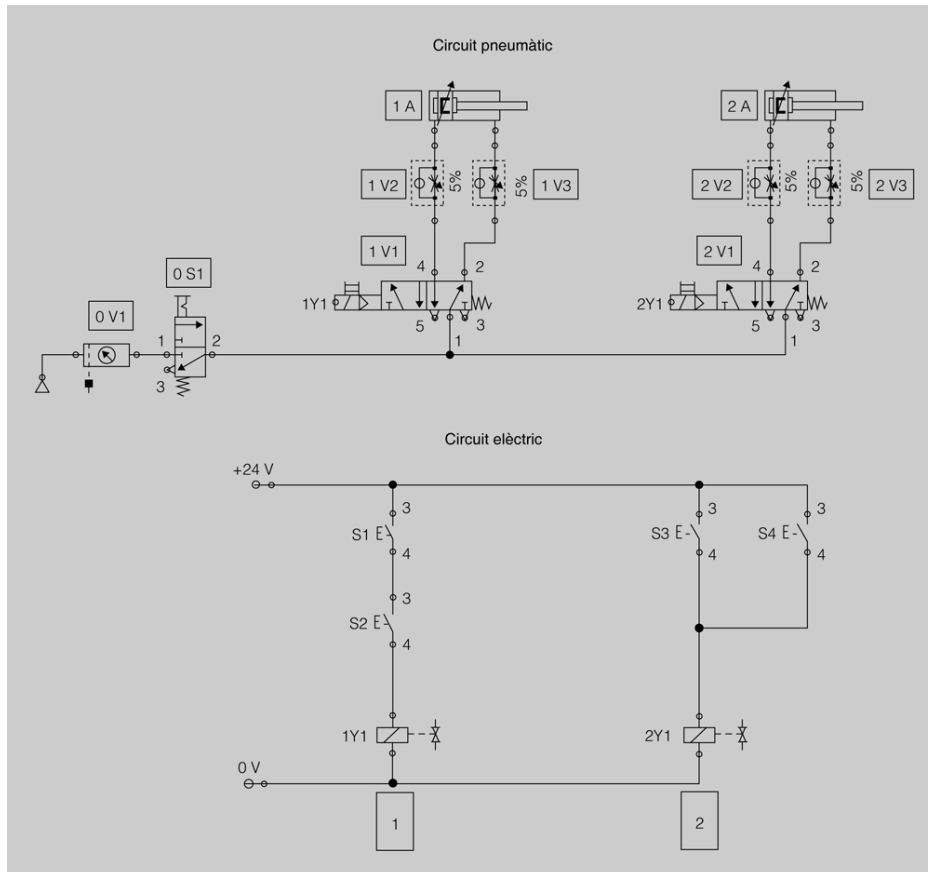 Circuit pneumàtic
1 A
2 A
1 V2
5%
5%
1 V3
2 V2
5%
5%
2 V3
1 V1
4
2
2 V1
4
2
0 S1
1Y1
2Y1
5
3
5
3
0 V1
1
2
1
1
3
Circuit elèctric
+24 V
3
3
3
S1
S3
S4
4
4
4
3
S2
4
1Y1
2Y1
0 V
1
2